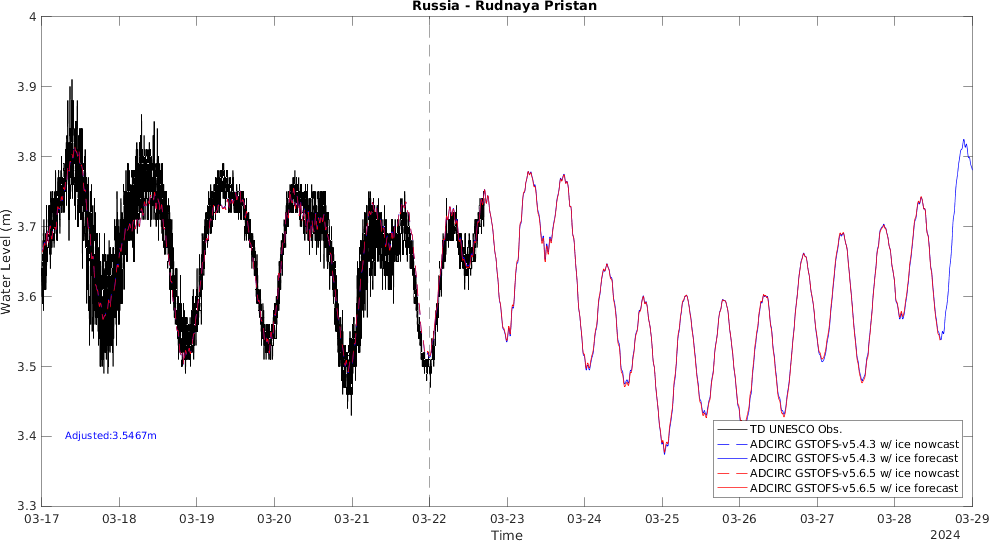 Russia - Rudnaya Pristan
4
3.9
3.8
3.7
3.6
3.5
3.4
3.3
Water Level (m)
Adjusted:3.5467m
TD UNESCO Obs.
ADCIRC GSTOFS-v5.4.3 w/ ice nowcast
ADCIRC GSTOFS-v5.4.3 w/ ice forecast
ADCIRC GSTOFS-v5.6.5 w/ ice nowcast
ADCIRC GSTOFS-v5.6.5 w/ ice forecast
03-17 03-18 03-19 03-20 03-21 03-22 03-23 03-24 03-25 03-26 03-27 03-28 03-29
Time
2024